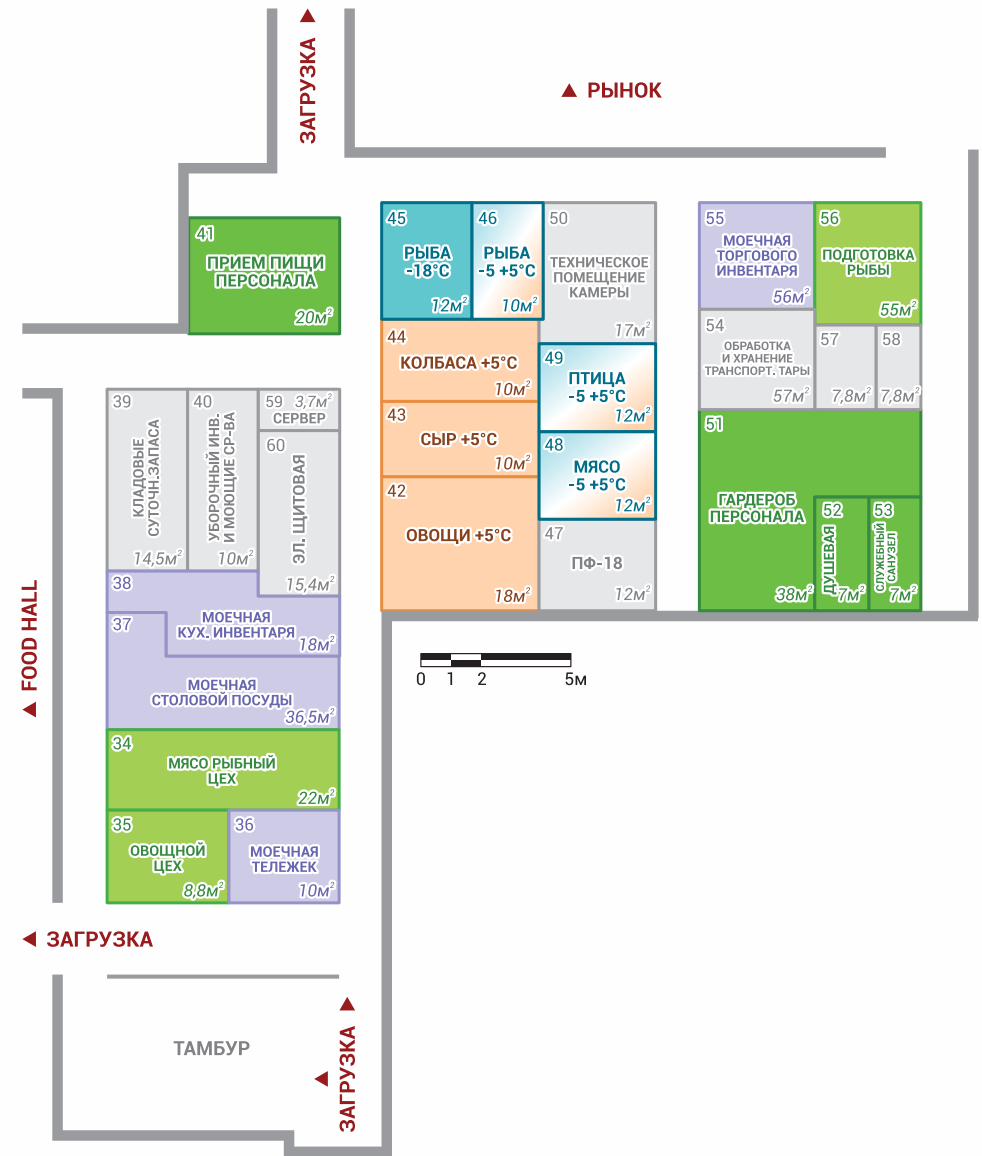 ЗАГРУЗКА
РЫНОК
41
ПРИЕМ ПИЩИ
ПЕРСОНАЛА
20м²
45
РЫБА
-18°С
12м²
46
РЫБА
-5 +5°С
10м²
50
ТЕХНИЧЕСКОЕ
ПОМЕЩЕНИЕ
КАМЕРЫ
17м²
44
КОЛБАСА +5°С
10м²
43
СЫР +5°С
10м²
42
ОВОЩИ +5°С
18м²
49
ПТИЦА
-5 +5°С
12м²
48
МЯСО
-5 +5°С
12м²
47
ПФ-18
12м²
55
МОЕЧНАЯ
ТОРГОВОГО
ИНВЕНТАРЯ
56м²
56
ПОДГОТОВКА
РЫБЫ
55м²
54
ОБРАБОТКА
И ХРАНЕНИЕ
ТРАНСПОРТ. ТАРЫ
57м²
57
7,8м²
58
7,8м²
51
ГАРДЕРОБ
ПЕРСОНАЛА
38м²
52
ДУШЕВАЯ
7м²
53
СЛУЖЕБНЫЙ
САНУЗЕЛ
7м²
39
КЛАДОВЫЕ
СУТОЧН.ЗАПАСА
14,5м²
40
УБОРОЧНЫЙ ИНВ.
И МОЮЩИЕ СР-ВА
10м²
59
3,7м²
СЕРВЕР
60
ЭЛ. ЩИТОВАЯ
15,4м²
38
МОЕЧНАЯ
КУХ. ИНВЕНТАРЯ
18м²
37
МОЕЧНАЯ
СТОЛОВОЙ ПОСУДЫ
36,5м²
34
МЯСО РЫБНЫЙ
ЦЕХ
22м²
35
ОВОЩНОЙ
ЦЕХ
8,8м²
36
МОЕЧНАЯ
ТЕЛЕЖЕК
10м²
FOOD HALL
0 1 2 5м
ЗАГРУЗКА
ТАМБУР
ЗАГРУЗКА